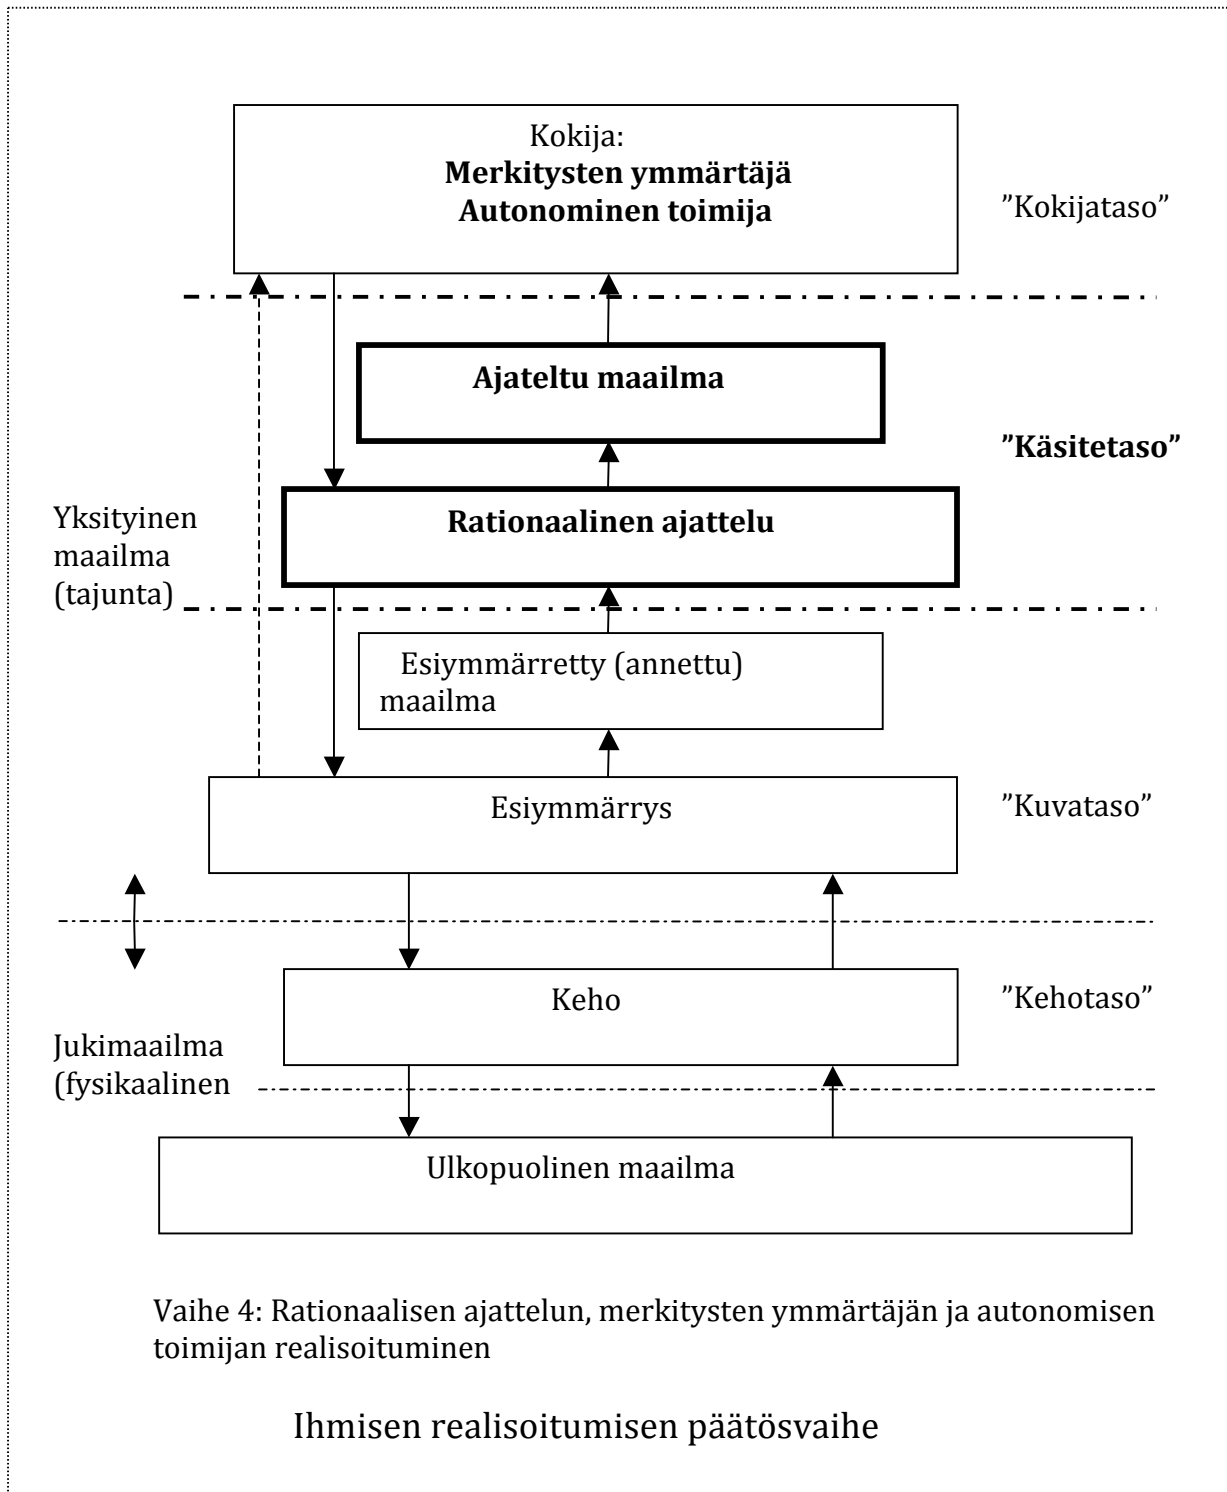 Kokija:
Merkitysten ymmärtäjä
Autonominen toimija
”Kokijataso”
Ajateltu maailma
”Käsitetaso”
Rationaalinen ajattelu
Yksityinen
maailma
(tajunta)
Esiymmärretty (annettu)
maailma
Esiymmärrys
”Kuvataso”
Keho
”Kehotaso”
Jukimaailma
(fysikaalinen
Ulkopuolinen maailma
Vaihe 4: Rationaalisen ajattelun, merkitysten ymmärtäjän ja autonomisen
toimijan realisoituminen
Ihmisen realisoitumisen päätösvaihe